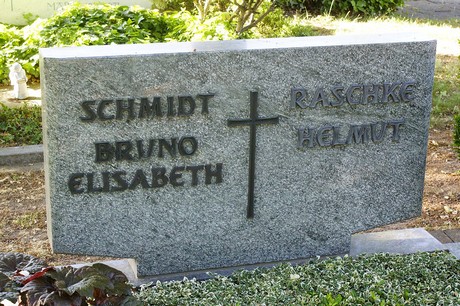 SCHMIDT
BRUNO
ELISABETH
RASCHKE
HELMUT